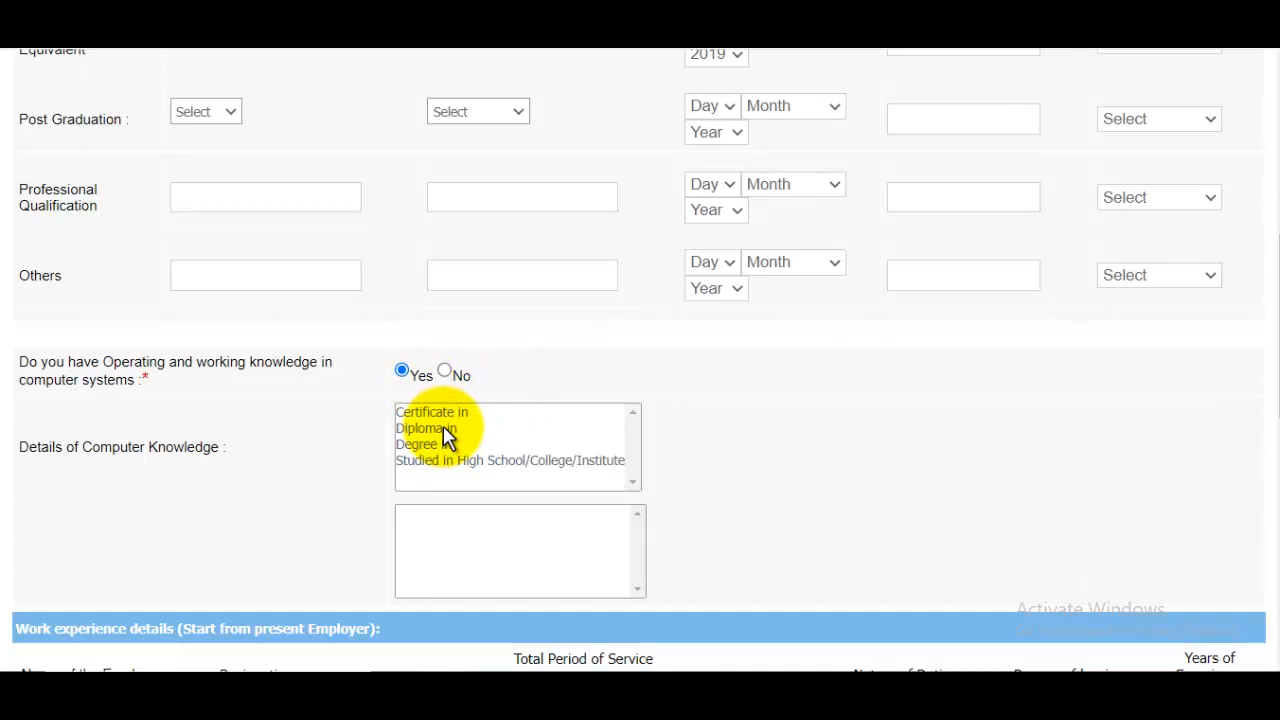 Equivalent
2019
Post Graduation :
Select
Select
Day
Month
Year
Select
Professional
Qualification
Day
Month
Year
Select
Others
Day
Month
Year
Select
Do you have Operating and working knowledge in
computer systems :*
Yes
No
Details of Computer Knowledge :
Certificate in
Diploma in
Degree in
Studied in High School/College/Institute
Activate Windows
Work experience details (Start from present Employer):
Total Period of Service
Years of